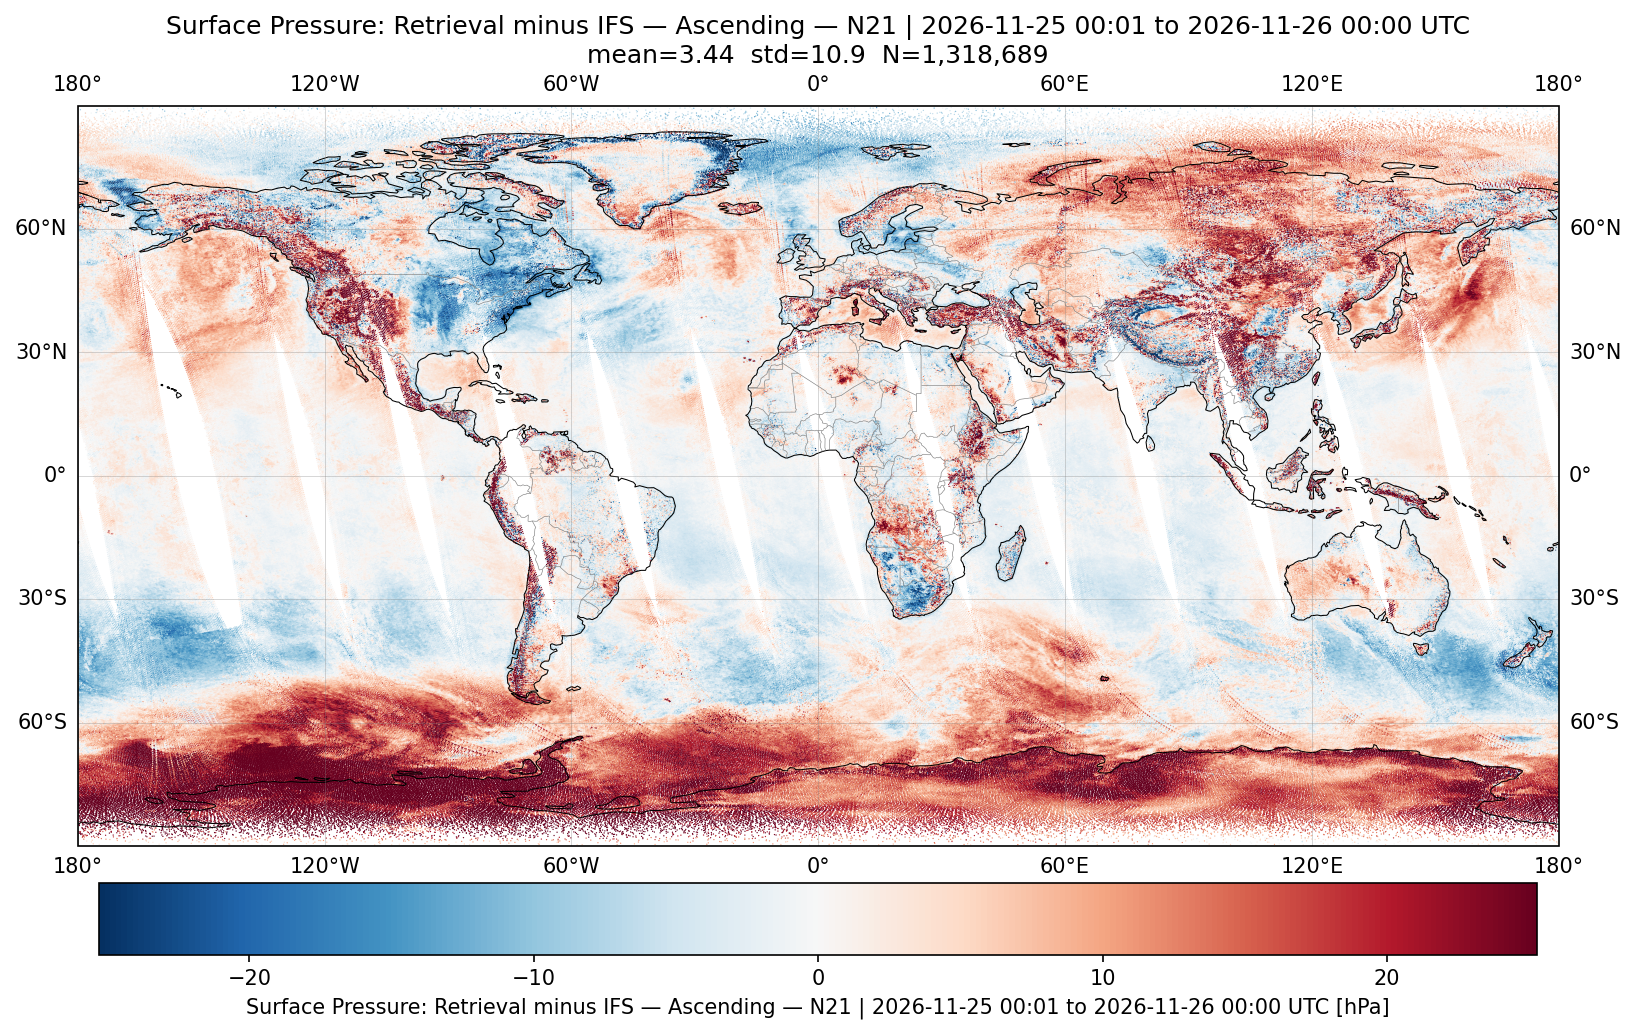 Surface Pressure: Retrieval minus IFS — Ascending — N21 | 2026-11-25 00:01 to 2026-11-26 00:00 UTC
mean=3.44 std=10.9 N=1,318,689
180° 120°W 60°W 0° 60°E 120°E 180°
60°N 60°N
30°N 30°N
0° 0°
30°S 30°S
60°S 60°S
180° 120°W 60°W 0° 60°E 120°E 180°
−20 −10 0 10 20
Surface Pressure: Retrieval minus IFS — Ascending — N21 | 2026-11-25 00:01 to 2026-11-26 00:00 UTC [hPa]